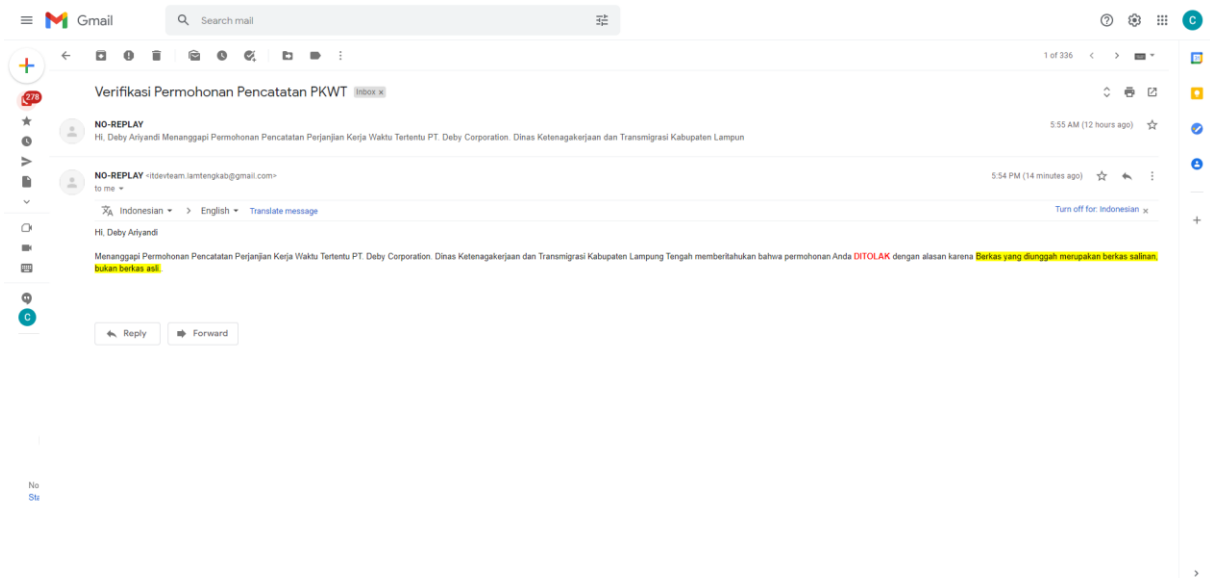 Gmail
Search mail
C
1 of 336
278
Verifikasi Permohonan Pencatatan PKWT Inbox x
NO-REPLAY
5:55 AM (12 hours ago)
Hi, Deby Ariyandi Menanggapi Permohonan Pencatatan Perjanjian Kerja Waktu Tertentu PT. Deby Corporation. Dinas Ketenagakerjaan dan Transmigrasi Kabupaten Lampun
NO-REPLAY <itdevteam.lamtengkab@gmail.com>
5:54 PM (14 minutes ago)
to me
Indonesian > English Translate message
Turn off for: Indonesian x
Hi, Deby Ariyandi
Menanggapi Permohonan Pencatatan Perjanjian Kerja Waktu Tertentu PT. Deby Corporation. Dinas Ketenagakerjaan dan Transmigrasi Kabupaten Lampung Tengah memberitahukan bahwa permohonan Anda DITOLAK dengan alasan karena Berkas yang diunggah merupakan berkas salinan,
bukan berkas asli.
C
Reply
Forward
No
Sta